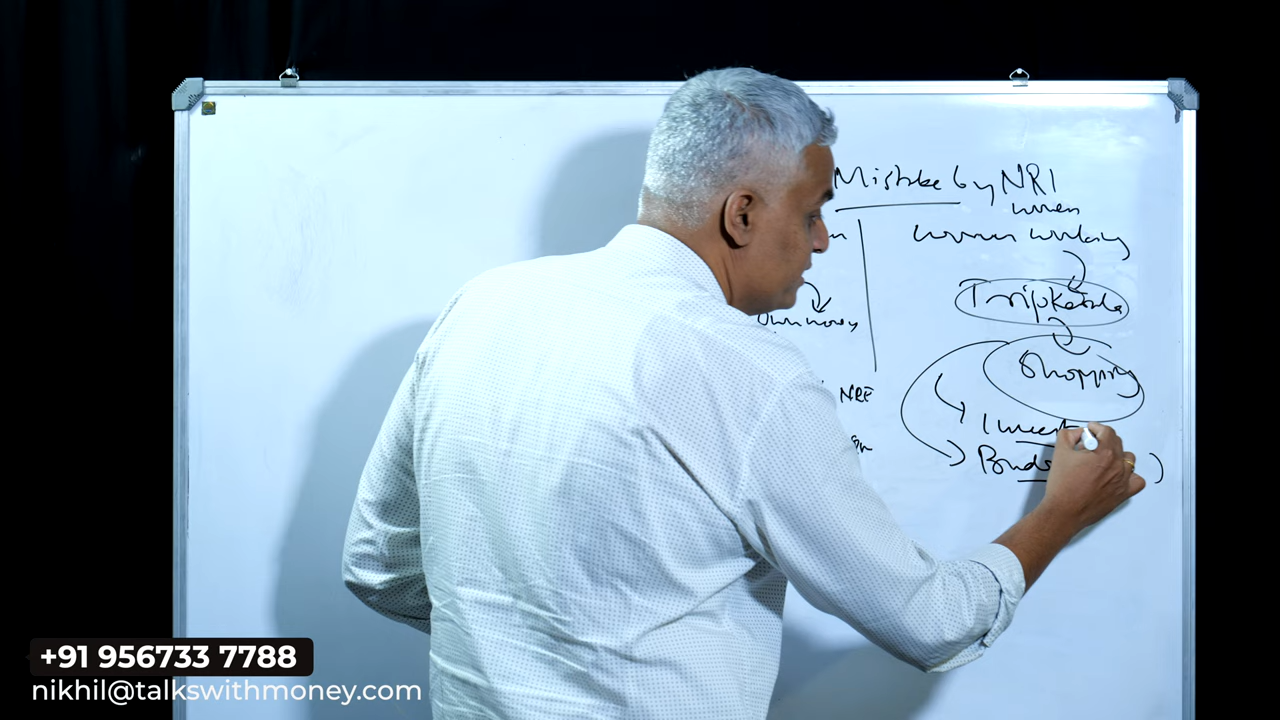 Mistake by NRI
when
women working
Trip Kerala
Own money
Shopping
NRE
Invest
Bonds
)
+91 956733 7788
nikhil@talkswithmoney.com